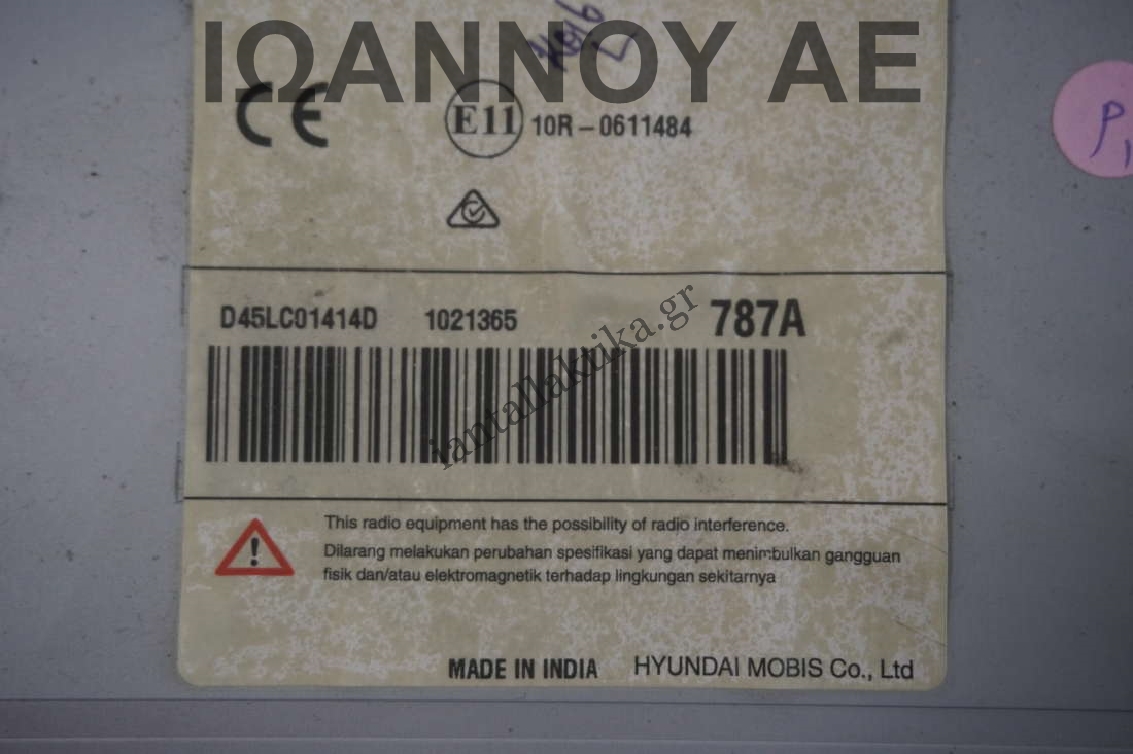 ΙΩΑΝΝΟΥ ΑΕ
CE
E11 10R-0611484
D45LC01414D 1021365 787A
iantallaktika.gr
This radio equipment has the possibility of radio interference.
Dilarang melakukan perubahan spesifikasi yang dapat menimbulkan gangguan
fisik dan/atau elektromagnetik terhadap lingkungan sekitarnya
MADE IN INDIA HYUNDAI MOBIS Co., Ltd